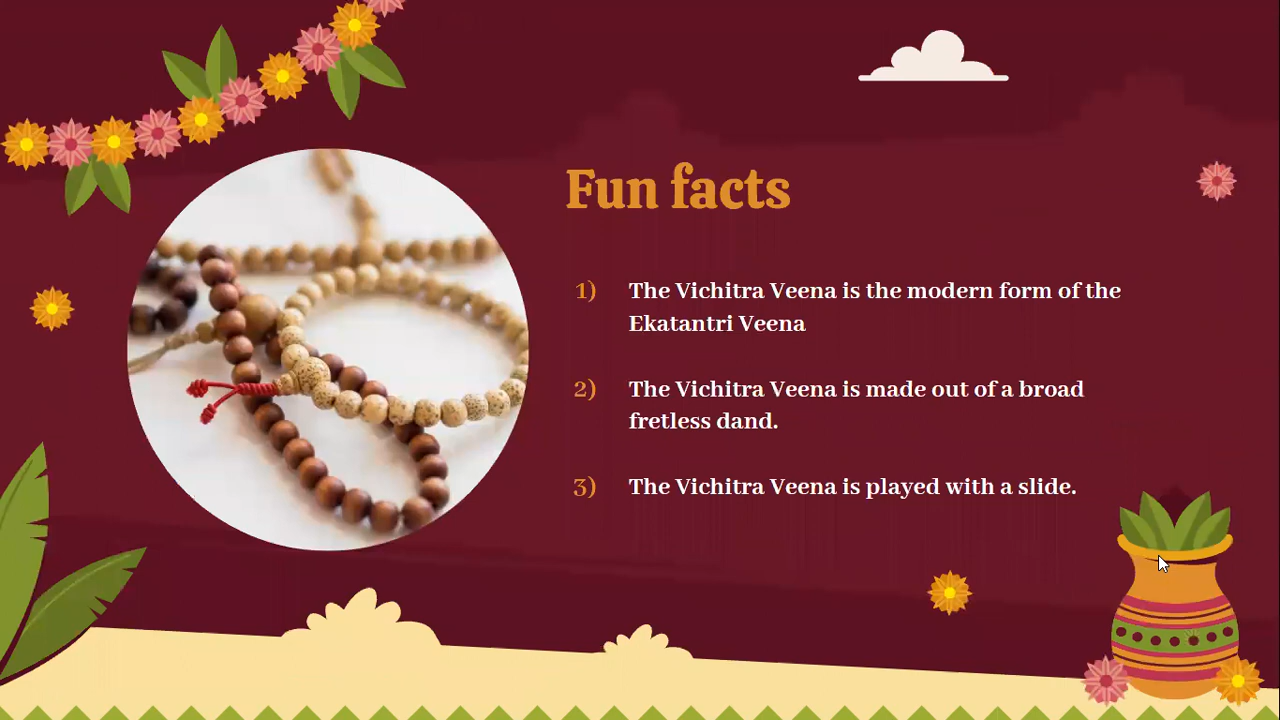 Fun facts
1) The Vichitra Veena is the modern form of the
Ekatantri Veena
2) The Vichitra Veena is made out of a broad
fretless dand.
3) The Vichitra Veena is played with a slide.